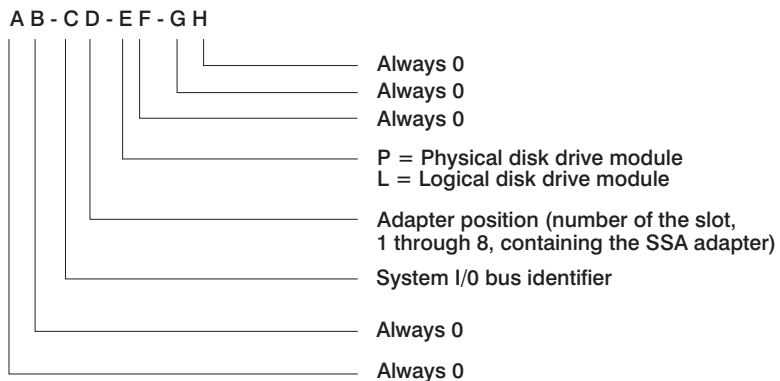 A B - C D - E F - G H
Always 0
Always 0
Always 0
P = Physical disk drive module
L = Logical disk drive module
Adapter position (number of the slot,
1 through 8, containing the SSA adapter)
System I/0 bus identifier
Always 0
Always 0